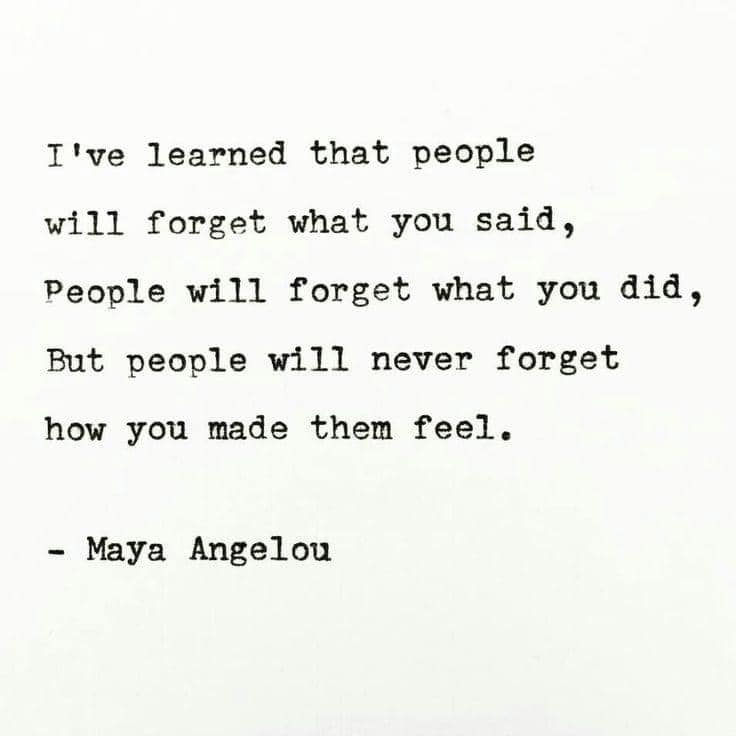 I've learned that people
will forget what you said,
People will forget what you did,
But people will never forget
how you made them feel.
- Maya Angelou